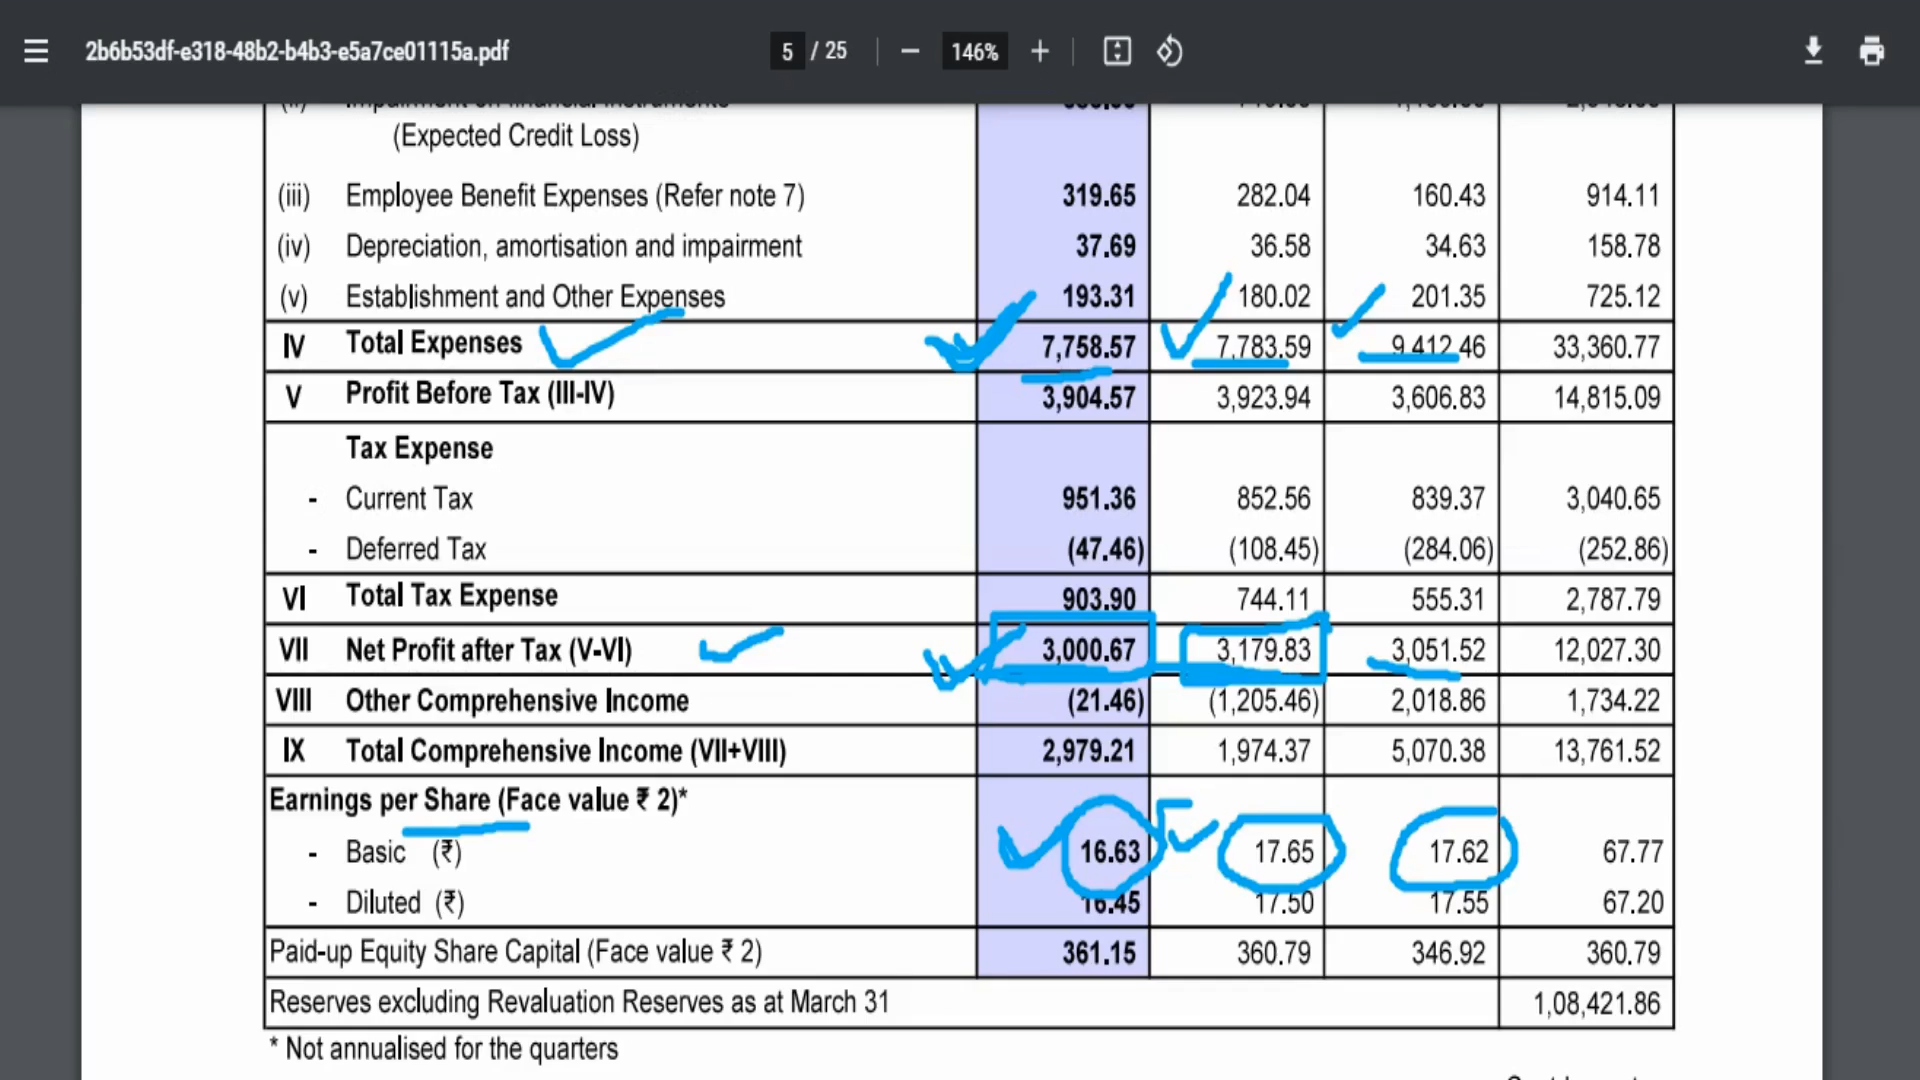 2b6b53df-e318-48b2-b4b3-e5a7ce01115a.pdf 5 / 25 146%
(Expected Credit Loss)
(iii) Employee Benefit Expenses (Refer note 7) 319.65 282.04 160.43 914.11
(iv) Depreciation, amortisation and impairment 37.69 36.58 34.63 158.78
(v) Establishment and Other Expenses 193.31 180.02 201.35 725.12
IV Total Expenses 7,758.57 7,783.59 9,412.46 33,360.77
V Profit Before Tax (III-IV) 3,904.57 3,923.94 3,606.83 14,815.09
Tax Expense
- Current Tax 951.36 852.56 839.37 3,040.65
- Deferred Tax (47.46) (108.45) (284.06) (252.86)
VI Total Tax Expense 903.90 744.11 555.31 2,787.79
VII Net Profit after Tax (V-VI) 3,000.67 3,179.83 3,051.52 12,027.30
VIII Other Comprehensive Income (21.46) (1,205.46) 2,018.86 1,734.22
IX Total Comprehensive Income (VII+VIII) 2,979.21 1,974.37 5,070.38 13,761.52
Earnings per Share (Face value ₹ 2)*
- Basic (₹) 16.63 17.65 17.62 67.77
- Diluted (₹) 16.45 17.50 17.55 67.20
Paid-up Equity Share Capital (Face value ₹ 2) 361.15 360.79 346.92 360.79
Reserves excluding Revaluation Reserves as at March 31 1,08,421.86
* Not annualised for the quarters